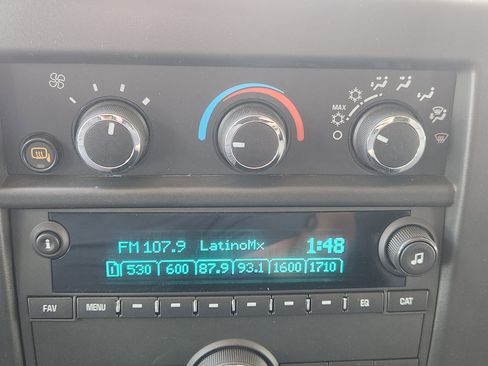 MAX
FM 107.9 LatinoMx 1:48
1 530 600 87.9 93.1 1600 1710
FAV MENU EQ CAT